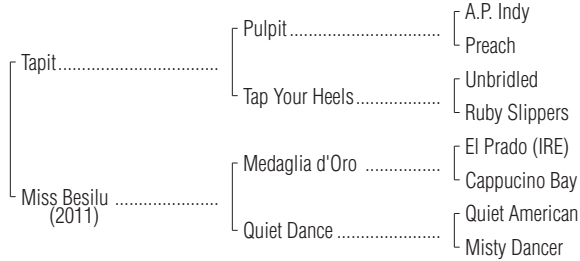 A.P. Indy
Pulpit
Preach
Tapit
Unbridled
Tap Your Heels
Ruby Slippers
El Prado (IRE)
Medaglia d'Oro
Cappucino Bay
Miss Besilu
(2011)
Quiet American
Quiet Dance
Misty Dancer